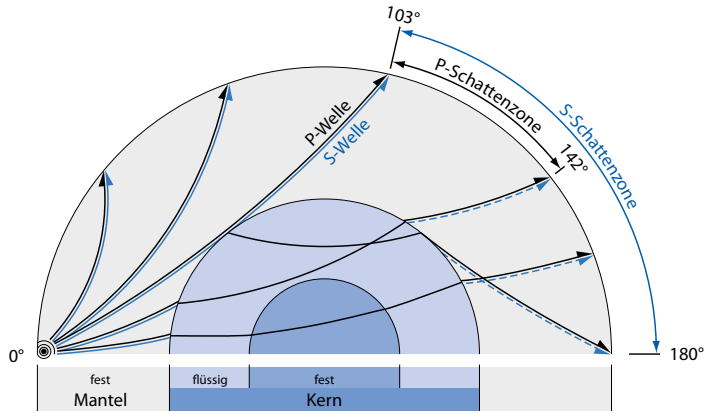 103°
P-Schattenzone
S-Schattenzone
P-Welle
S-Welle
142°
0°
180°
fest
flüssig
fest
Mantel
Kern